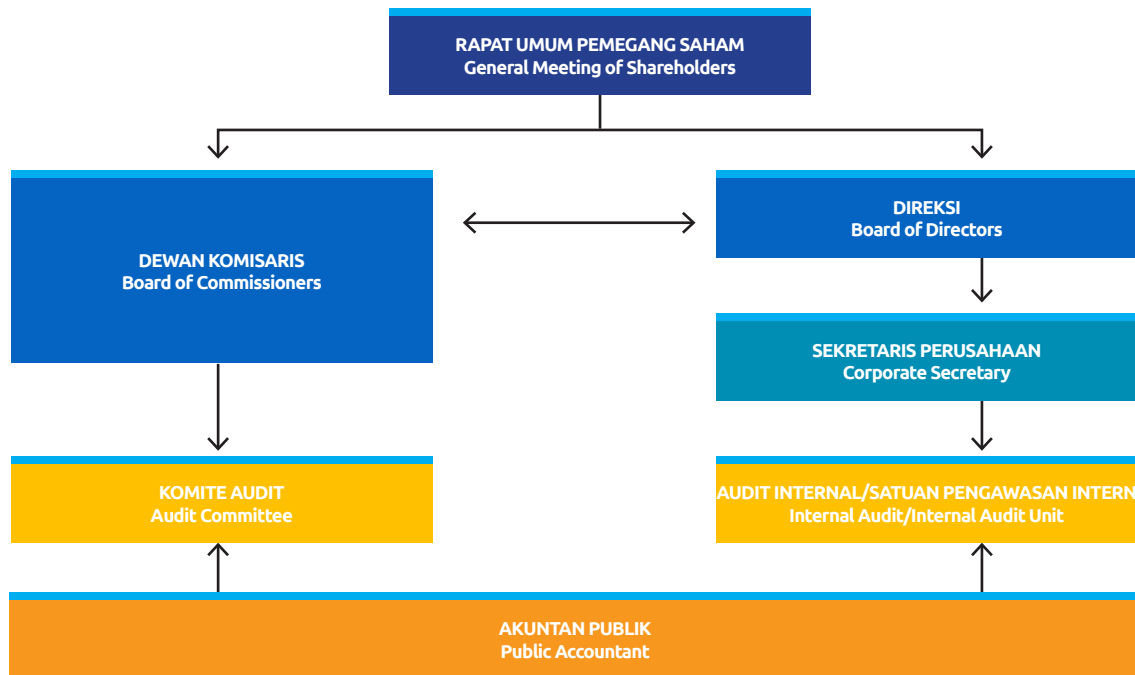 RAPAT UMUM PEMEGANG SAHAM
General Meeting of Shareholders
DEWAN KOMISARIS
Board of Commissioners
DIREKSI
Board of Directors
SEKRETARIS PERUSAHAAN
Corporate Secretary
KOMITE AUDIT
Audit Committee
AUDIT INTERNAL/SATUAN PENGAWASAN INTERN
Internal Audit/Internal Audit Unit
AKUNTAN PUBLIK
Public Accountant